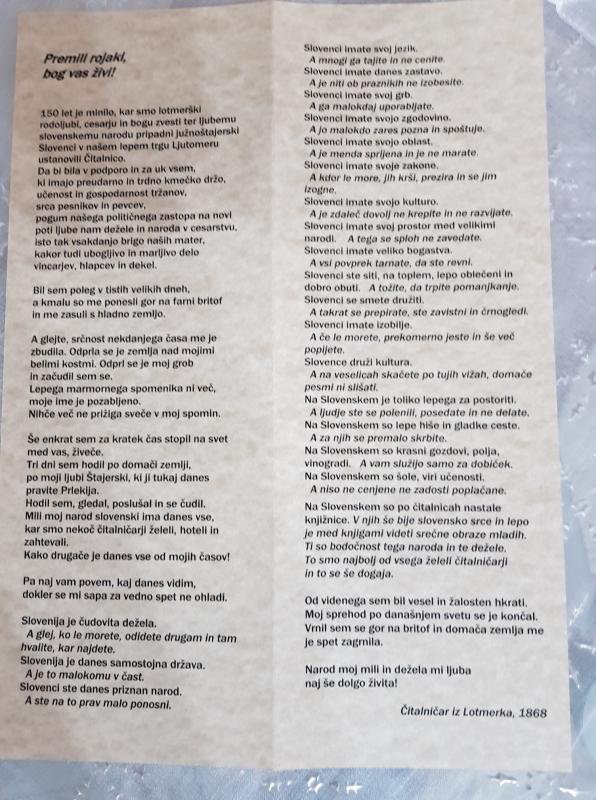 Premili rojaki,
bog vas živi!
150 let je minilo, kar smo lotmerški
rodoljubi, cesarju in bogu zvesti ter ljubemu
slovenskemu narodu pripadni južnoštajerski
Slovenci v našem lepem trgu Ljutomeru
ustanovili Čitalnico.
Da bi bila v podporo in za uk vsem,
ki imajo preudarno in trdno kmečko držo,
učenost in gospodarnost tržanov,
srca pesnikov in pevcev,
pogum našega političnega zastopa na novi
poti ljube nam dežele in naroda v cesarstvu,
isto tak vsakdanjo brigo naših mater,
kakor tudi ubogljivo in marljivo delo
vincarjev, hlapcev in dekel.
Bil sem poleg v tistih velikih dneh,
a kmalu so me ponesli gor na farni britof
in me zasuli s hladno zemljo.
A glejte, srčnost nekdanjega časa me je
zbudila. Odprla se je zemlja nad mojimi
belimi kostmi. Odprl se je moj grob
in začudil sem se.
Lepega marmornega spomenika ni več,
moje ime je pozabljeno.
Nihče več ne prižiga sveče v moj spomin.
Še enkrat sem za kratek čas stopil na svet
med vas, živeče.
Tri dni sem hodil po domači zemlji,
po moji ljubi Štajerski, ki ji tukaj danes
pravite Prlekija.
Hodil sem, gledal, poslušal in se čudil.
Mili moj narod slovenski ima danes vse,
kar smo nekoč čitalničarji želeli, hoteli in
zahtevali.
Kako drugače je danes vse od mojih časov!
Pa naj vam povem, kaj danes vidim,
dokler se mi sapa za vedno spet ne ohladi.
Slovenija je čudovita dežela.
A glej, ko le morete, odidete drugam in tam
hvalite, kar najdete.
Slovenija je danes samostojna država.
A je to malokomu v čast.
Slovenci ste danes priznan narod.
A ste na to prav malo ponosni.
Slovenci imate svoj jezik.
A mnogi ga tajite in ne cenite.
Slovenci imate danes zastavo.
A je niti ob praznikih ne izobesite.
Slovenci imate svoj grb.
A ga malokdaj uporabljate.
Slovenci imate svojo zgodovino.
A jo malokdo zares pozna in spoštuje.
Slovenci imate svojo oblast.
A je menda sprijena in je ne marate.
Slovenci imate svoje zakone.
A kdor le more, jih krši, prezira in se jim
izogne.
Slovenci imate svojo kulturo.
A je zdaleč dovolj ne krepite in ne razvijate.
Slovenci imate svoj prostor med velikimi
narodi. A tega se sploh ne zavedate.
Slovenci imate veliko bogastva.
A vsi povprek tarnate, da ste revni.
Slovenci ste siti, na toplem, lepo oblečeni in
dobro obuti. A tožite, da trpite pomanjkanje.
Slovenci se smete družiti.
A takrat se prepirate, ste zavistni in črnogledi.
Slovenci imate izobilje.
A če le morete, prekomerno jeste in še več
popijete.
Slovence druži kultura.
A na veselicah skačete po tujih vižah, domače
pesmi ni slišati.
Na Slovenskem je toliko lepega za postoriti.
A ljudje ste se polenili, posedate in ne delate.
Na Slovenskem so lepe hiše in gladke ceste.
A za njih se premalo skrbite.
Na Slovenskem so krasni gozdovi, polja,
vinogradi. A vam služijo samo za dobiček.
Na Slovenskem so šole, viri učenosti.
A niso ne cenjene ne zadosti poplačane.
Na Slovenskem so po čitalnicah nastale
knjižnice. V njih še bije slovensko srce in lepo
je med knjigami videti srečne obraze mladih.
Ti so bodočnost tega naroda in te dežele.
To smo najbolj od vsega želeli čitalničarji
in to se še dogaja.
Od videnega sem bil vesel in žalosten hkrati.
Moj sprehod po današnjem svetu se je končal.
Vrnil sem se gor na britof in domača zemlja me
je spet zagrnila.
Narod moj mili in dežela mi ljuba
naj še dolgo živita!
Čitalničar iz Lotmerka, 1868